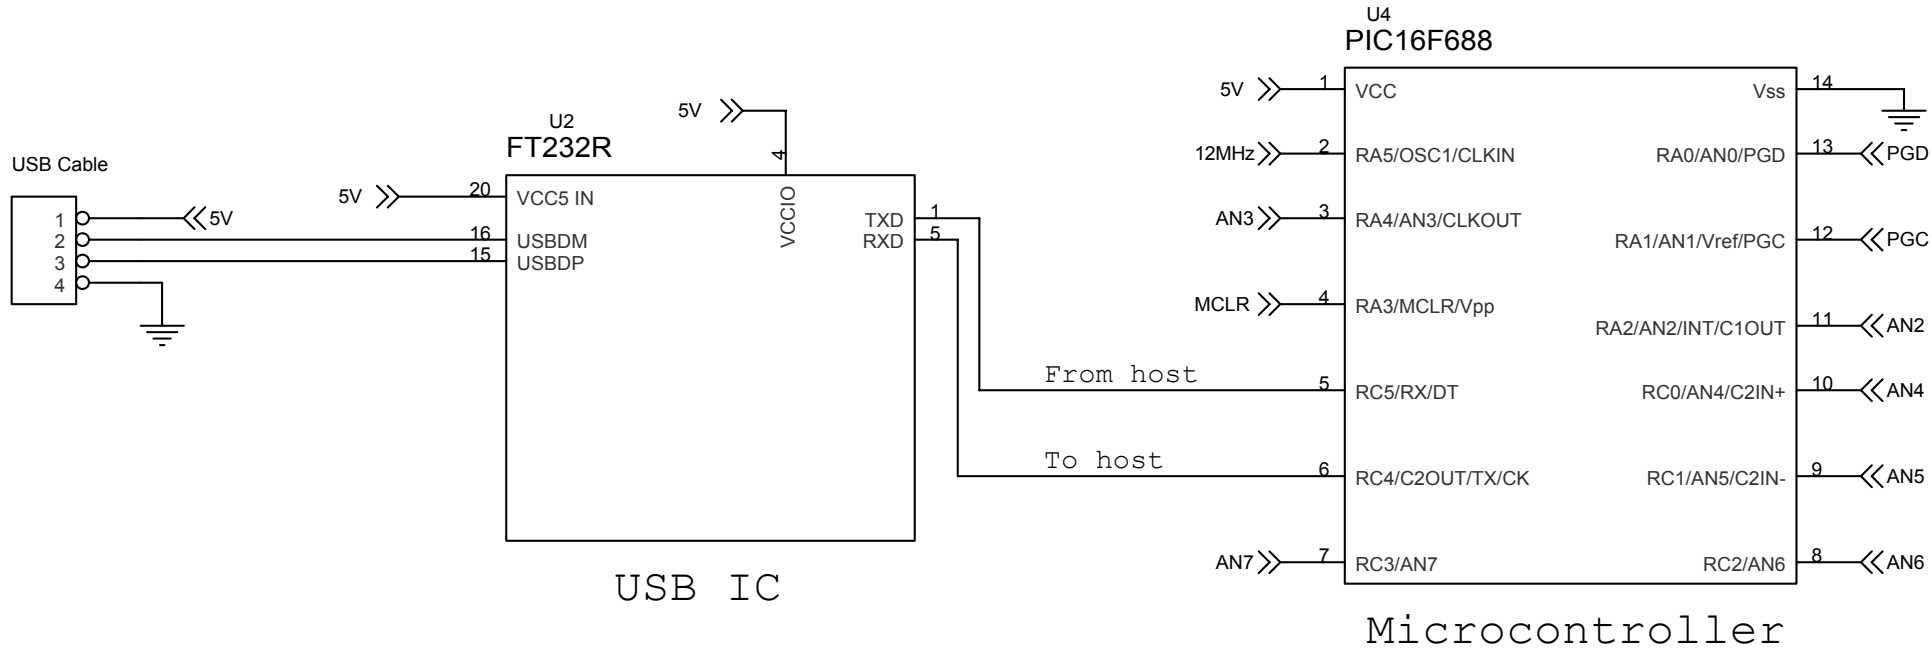 USB Cable
1
2
3
4
5V
U2
FT232R
5V
20
VCC5 IN
16
USBDM
15
USBDP
5V
4
VCCIO
TXD
1
RXD
5
USB IC
From host
To host
U4
PIC16F688
5V
1
VCC
12MHz
2
RA5/OSC1/CLKIN
AN3
3
RA4/AN3/CLKOUT
MCLR
4
RA3/MCLR/Vpp
5
RC5/RX/DT
6
RC4/C2OUT/TX/CK
AN7
7
RC3/AN7
Vss
14
RA0/AN0/PGD
13
PGD
RA1/AN1/Vref/PGC
12
PGC
RA2/AN2/INT/C1OUT
11
AN2
RC0/AN4/C2IN+
10
AN4
RC1/AN5/C2IN-
9
AN5
RC2/AN6
8
AN6
Microcontroller